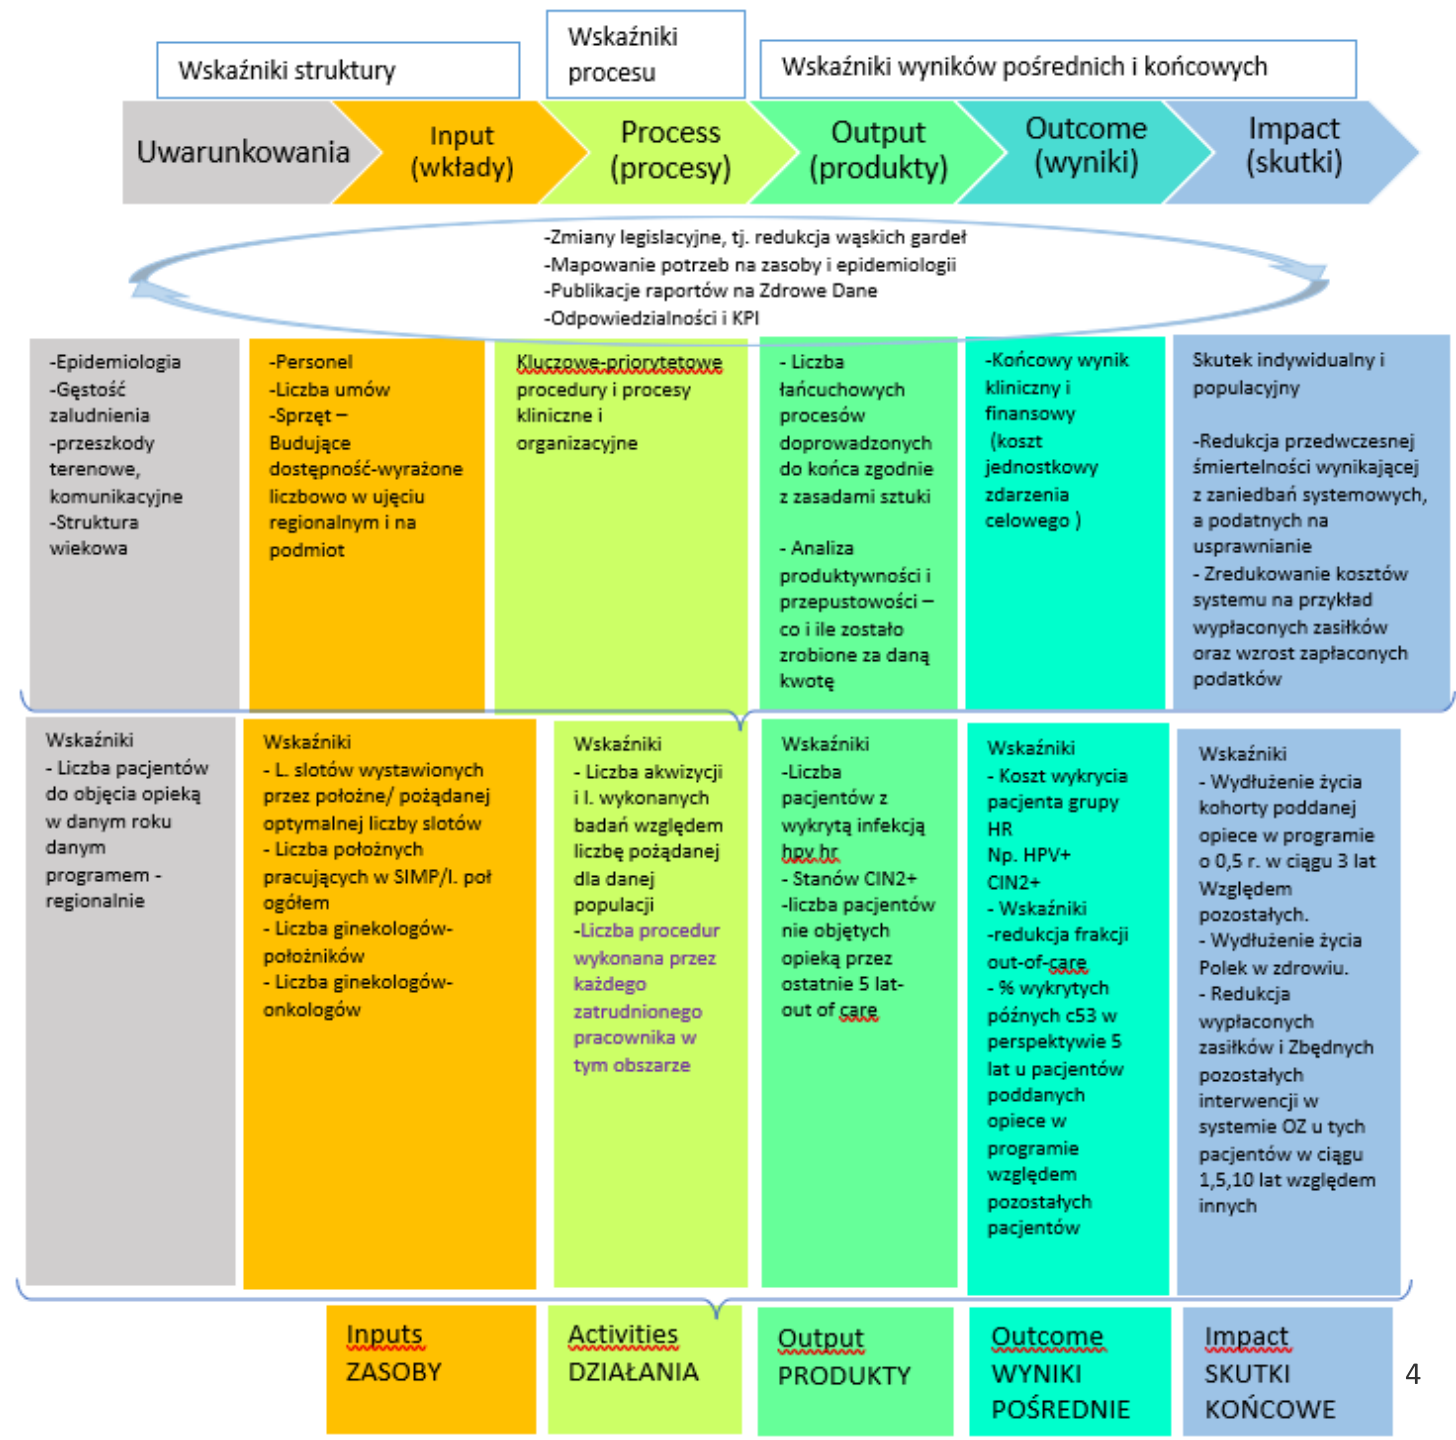 Wskaźniki struktury
Wskaźniki
procesu
Wskaźniki wyników pośrednich i końcowych
Uwarunkowania
Input
(wkłady)
Process
(procesy)
Output
(produkty)
Outcome
(wyniki)
Impact
(skutki)
-Zmiany legislacyjne, tj. redukcja wąskich gardeł
-Mapowanie potrzeb na zasoby i epidemiologii
-Publikacje raportów na Zdrowe Dane
-Odpowiedzialności i KPI
-Epidemiologia
-Gęstość
zaludnienia
-przeszkody
terenowe,
komunikacyjne
-Struktura
wiekowa
-Personel
-Liczba umów
-Sprzęt –
Budujące
dostępność-wyrażone
liczbowo w ujęciu
regionalnym i na
podmiot
Kluczowe-priorytetowe
procedury i procesy
kliniczne i
organizacyjne
- Liczba
łańcuchowych
procesów
doprowadzonych
do końca zgodnie
z zasadami sztuki
- Analiza
produktywności i
przepustowości –
co i ile zostało
zrobione za daną
kwotę
-Końcowy wynik
kliniczny i
finansowy
(koszt
jednostkowy
zdarzenia
celowego )
Skutek indywidualny i
populacyjny
-Redukcja przedwczesnej
śmiertelności wynikającej
z zaniedbań systemowych,
a podatnych na
usprawnianie
- Zredukowanie kosztów
systemu na przykład
wypłaconych zasiłków
oraz wzrost zapłaconych
podatków
Wskaźniki
- Liczba pacjentów
do objęcia opieką
w danym roku
danym
programem -
regionalnie
Wskaźniki
- L. slotów wystawionych
przez położne/ pożądanej
optymalnej liczby slotów
- Liczba położnych
pracujących w SIMP/l. poł
ogółem
- Liczba ginekologów-
położników
- Liczba ginekologów-
onkologów
Wskaźniki
- Liczba akwizycji
i l. wykonanych
badań względem
liczbę pożądanej
dla danej
populacji
-Liczba procedur
wykonana przez
każdego
zatrudnionego
pracownika w
tym obszarze
Wskaźniki
-Liczba
pacjentów z
wykrytą infekcją
hpv hr
- Stanów CIN2+
-liczba pacjentów
nie objętych
opieką przez
ostatnie 5 lat-
out of care
Wskaźniki
- Koszt wykrycia
pacjenta grupy
HR
Np. HPV+
CIN2+
- Wskaźniki
-redukcja frakcji
out-of-care
- % wykrytych
późnych c53 w
perspektywie 5
lat u pacjentów
poddanych
opiece w
programie
względem
pozostałych
pacjentów
Wskaźniki
- Wydłużenie życia
kohorty poddanej
opiece w programie
o 0,5 r. w ciągu 3 lat
Względem
pozostałych.
- Wydłużenie życia
Polek w zdrowiu.
- Redukcja
wypłaconych
zasiłków i Zbędnych
pozostałych
interwencji w
systemie OZ u tych
pacjentów w ciągu
1,5,10 lat względem
innych
Inputs
ZASOBY
Activities
DZIAŁANIA
Output
PRODUKTY
Outcome
WYNIKI
POŚREDNIE
Impact
SKUTKI
KOŃCOWE
4